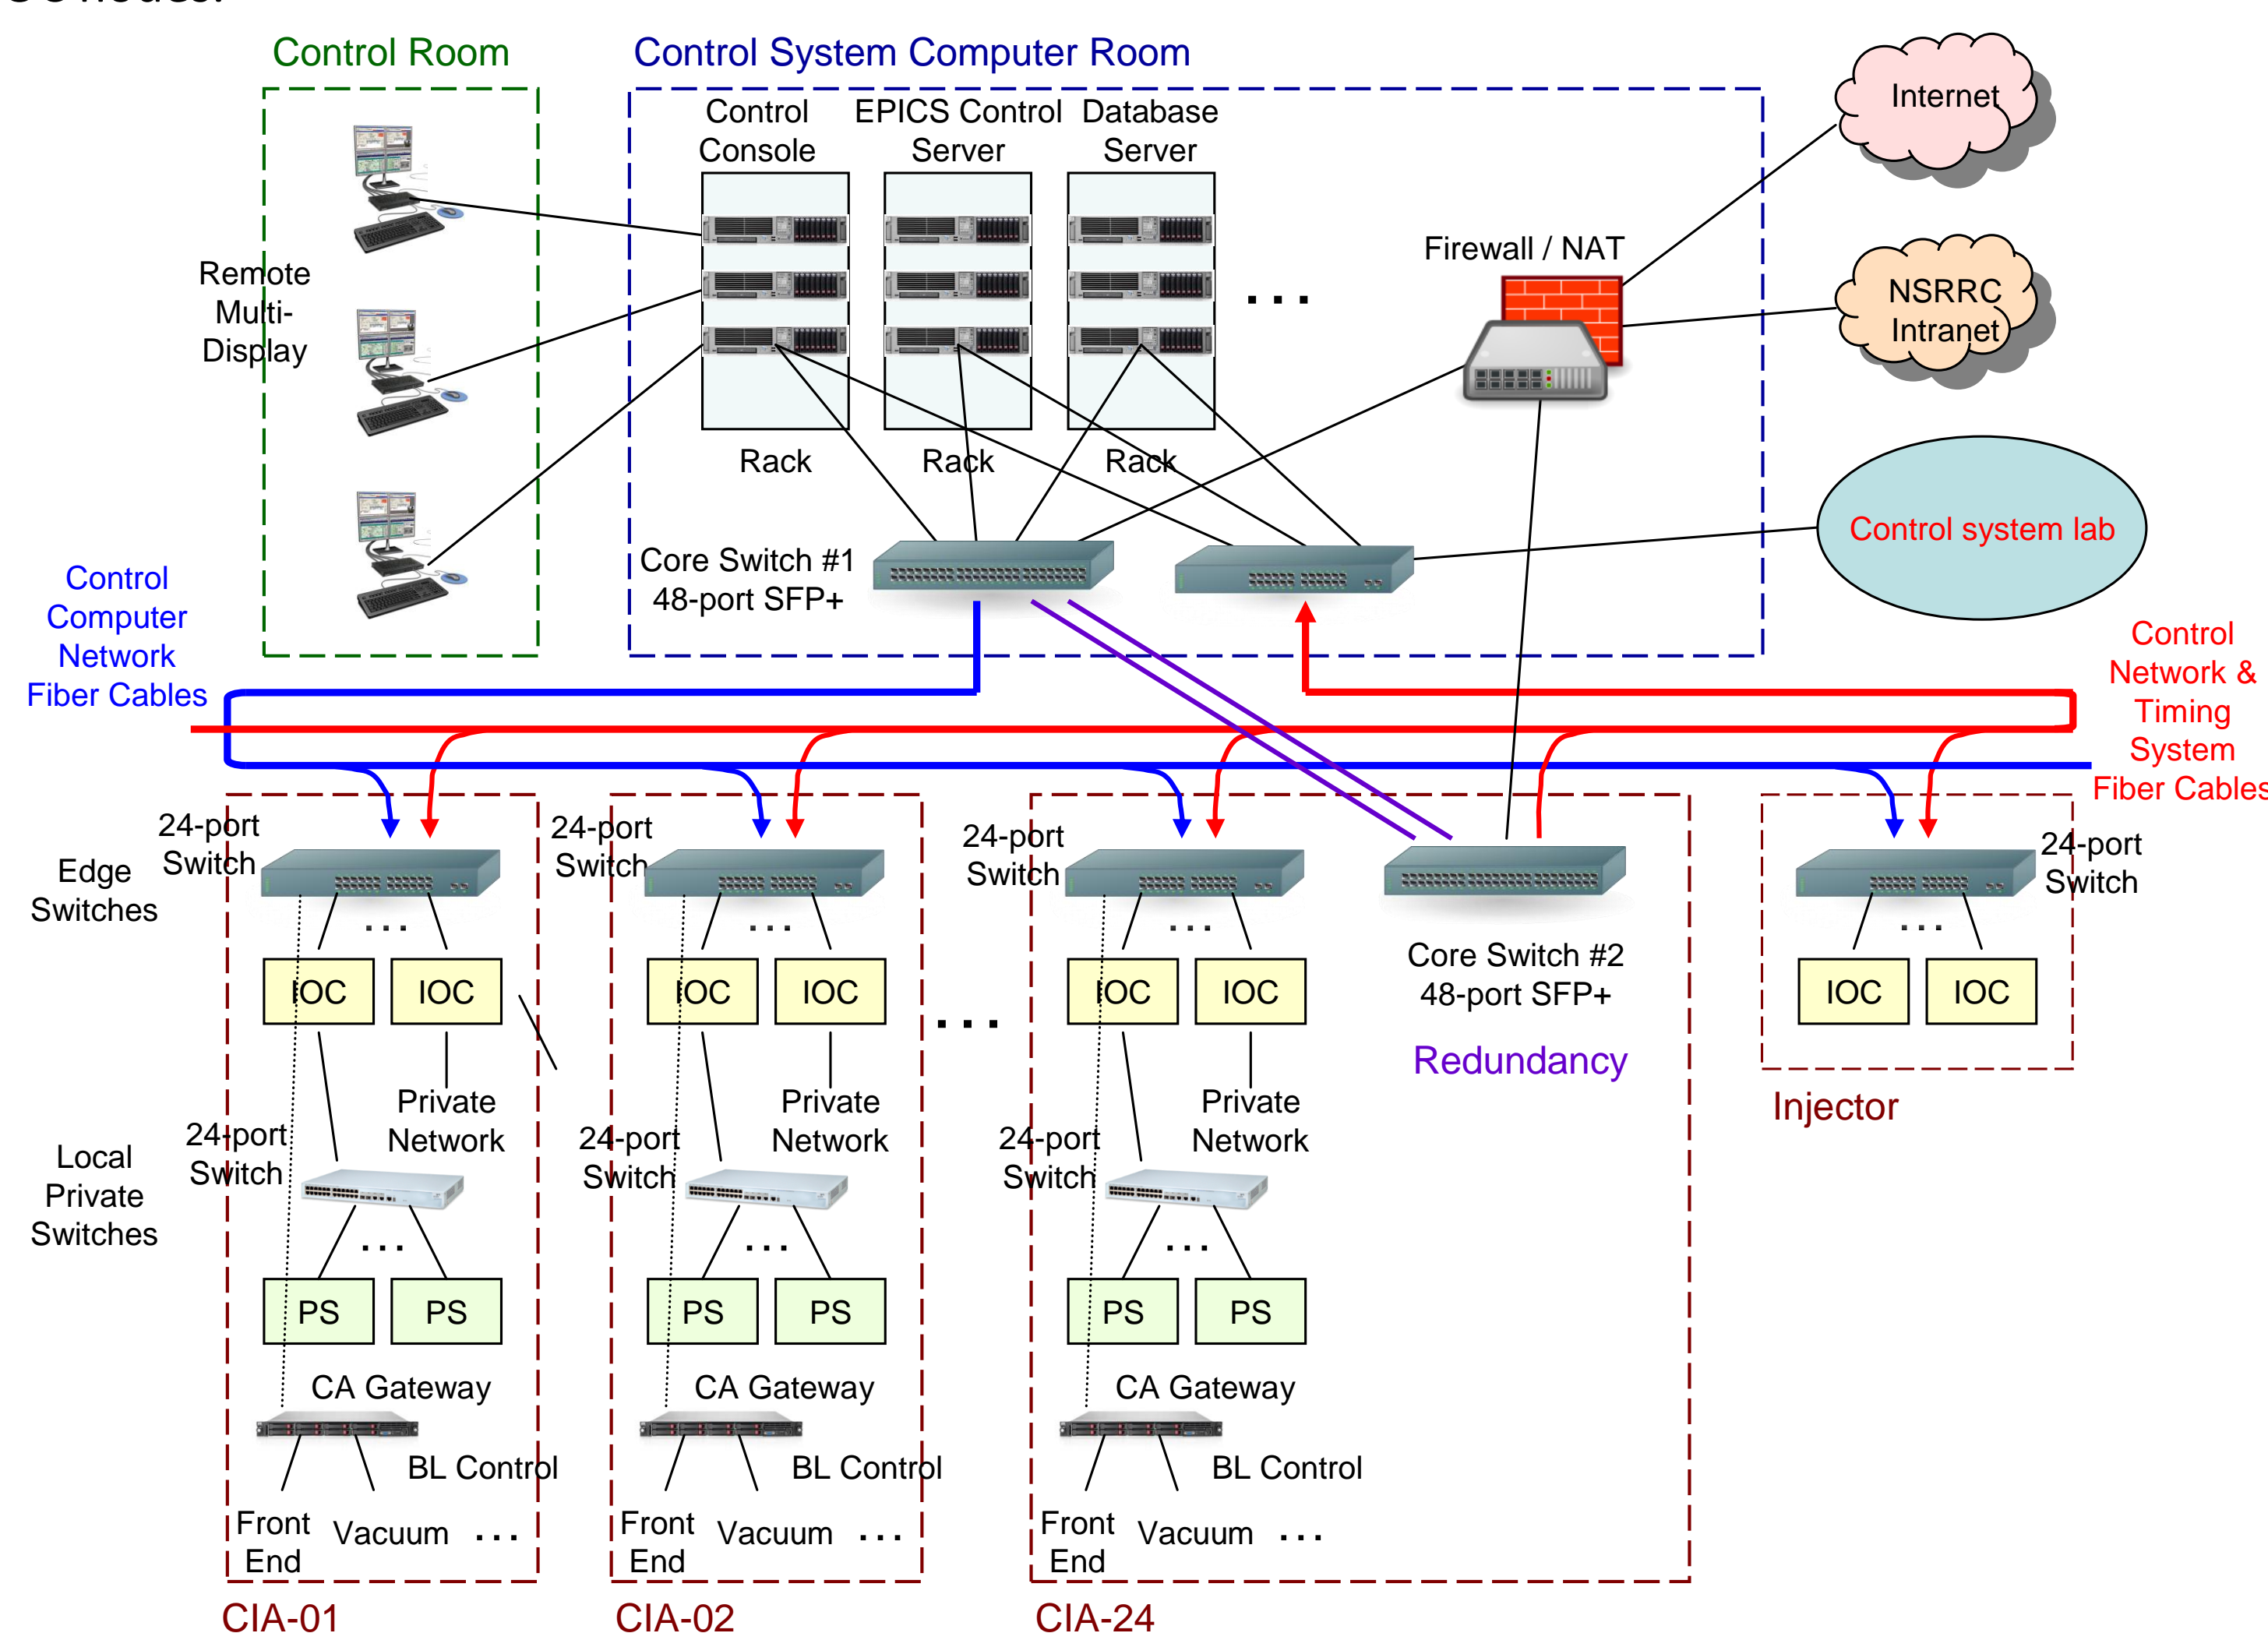 Control Room
Control System Computer Room
Control
Console
EPICS Control
Server
Database
Server
...
Internet
Firewall / NAT
NSRRC
Intranet
Remote
Multi-
Display
Rack
Rack
Rack
Control system lab
Core Switch #1
48-port SFP+
Control
Computer
Network
Fiber Cables
Control
Network &
Timing
System
Fiber Cables
Edge
Switches
24-port
Switch
24-port
Switch
24-port
Switch
24-port
Switch
...
...
...
...
IOC
IOC
IOC
IOC
...
IOC
IOC
Core Switch #2
48-port SFP+
Redundancy
IOC
IOC
Injector
Private
Network
Private
Network
Private
Network
Local
Private
Switches
24-port
Switch
24-port
Switch
24-port
Switch
...
...
...
PS
PS
PS
PS
PS
PS
CA Gateway
CA Gateway
CA Gateway
BL Control
BL Control
BL Control
Front
End
Vacuum
...
Front
End
Vacuum
...
Front
End
Vacuum
...
CIA-01
CIA-02
CIA-24